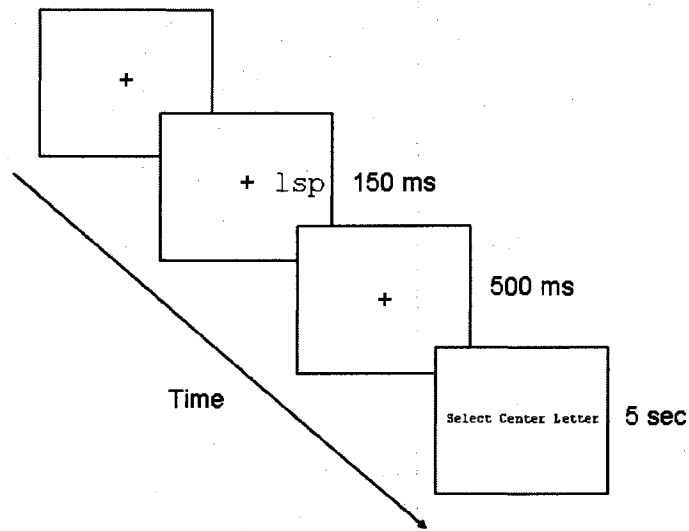 +
+ lsp 150 ms
+ 500 ms
Time
Select Center Letter 5 sec